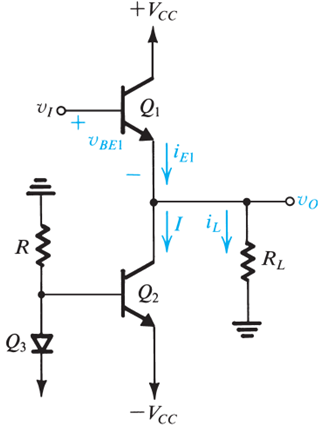 +V_CC
v_I
+
Q_1
v_BE1
−
i_E1
v_O
I
i_L
R
R_L
Q_2
Q_3
−V_CC